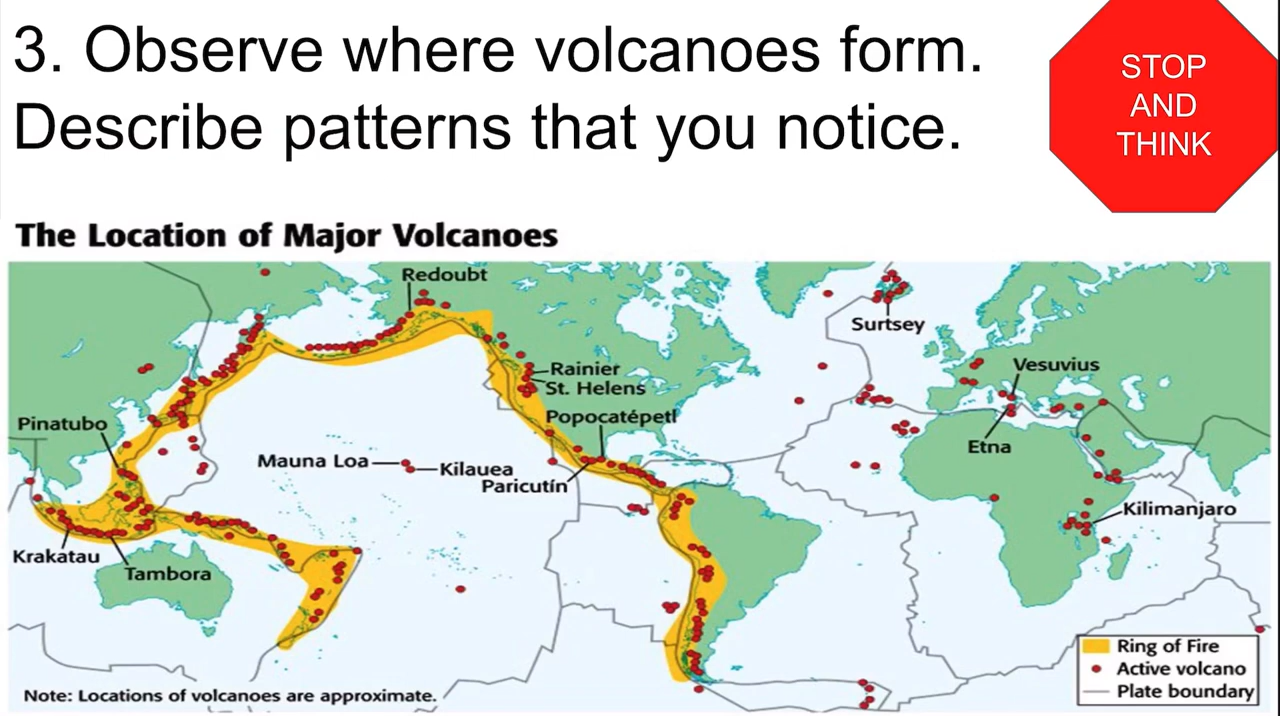 3. Observe where volcanoes form.
Describe patterns that you notice.
STOP
AND
THINK
The Location of Major Volcanoes
Redoubt
Surtsey
Rainier
St. Helens
Vesuvius
Popocatépetl
Pinatubo
Etna
Mauna Loa
Kilauea
Paricutín
Kilimanjaro
Krakatau
Tambora
Ring of Fire
Active volcano
Plate boundary
Note: Locations of volcanoes are approximate.